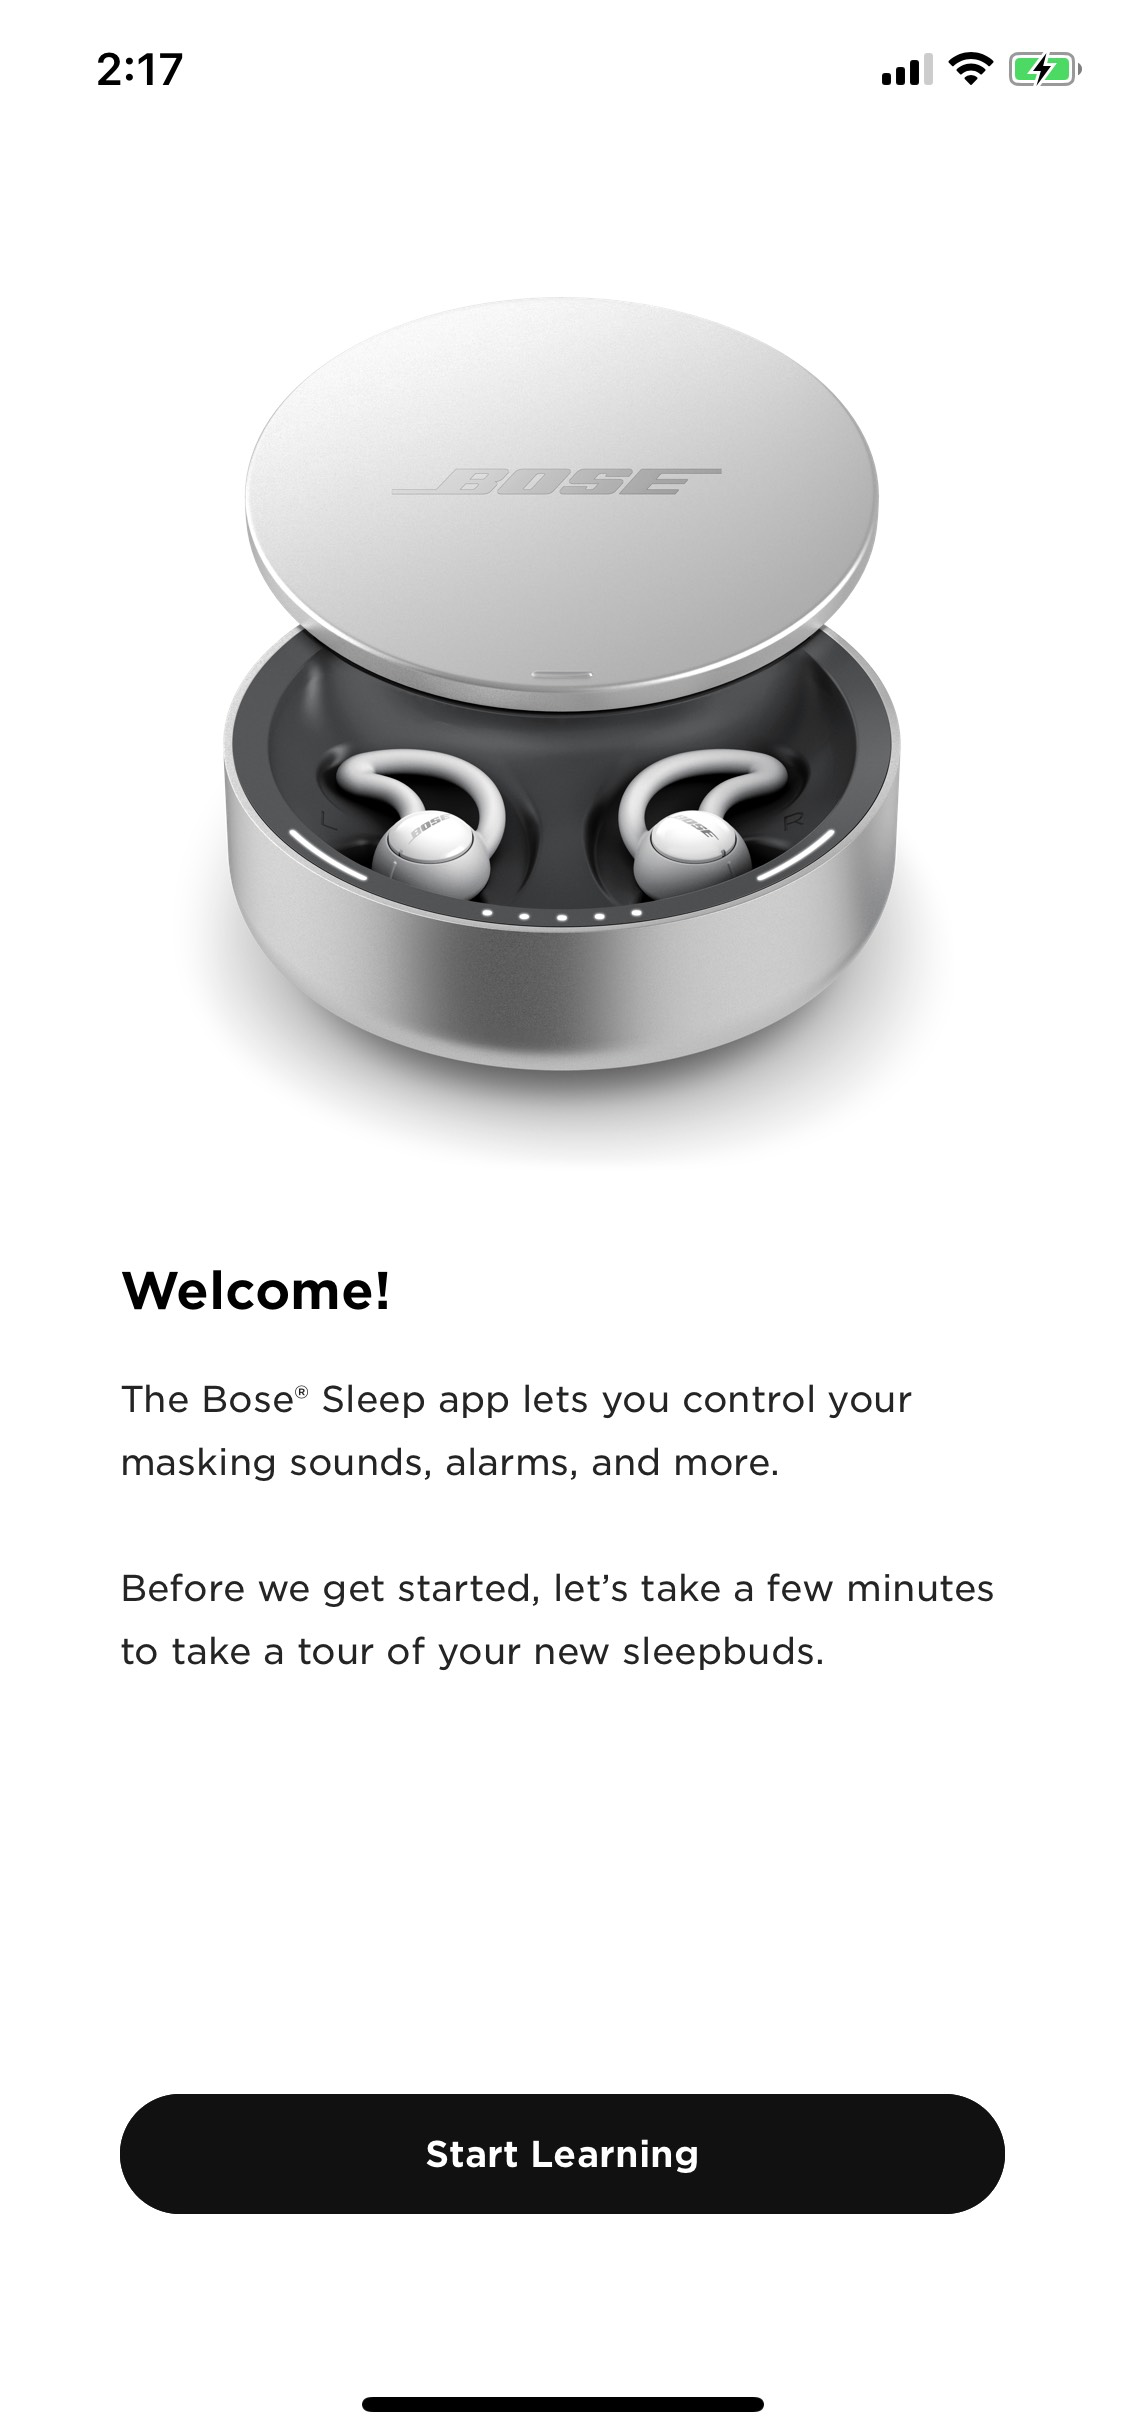 2:17
BOSE
L
R
BOSE
BOSE
Welcome!
The Bose® Sleep app lets you control your
masking sounds, alarms, and more.
Before we get started, let’s take a few minutes
to take a tour of your new sleepbuds.
Start Learning